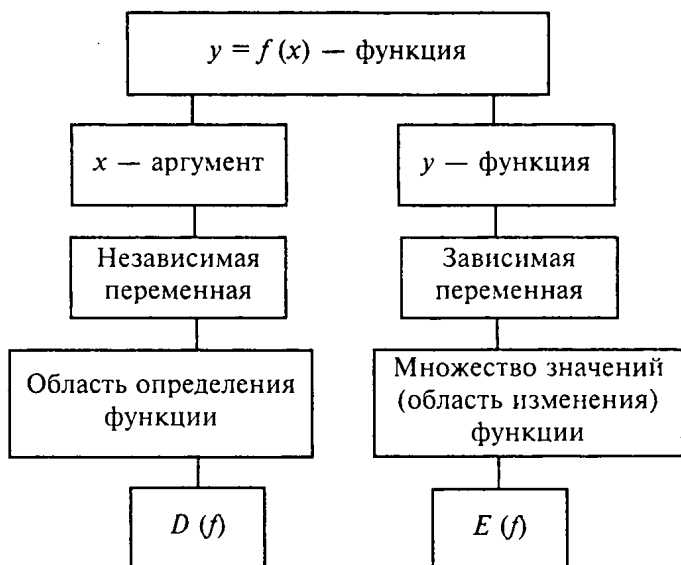 y = f (x) — функция
x — аргумент
y — функция
Независимая
переменная
Зависимая
переменная
Область определения
функции
Множество значений
(область изменения)
функции
D (f)
E (f)